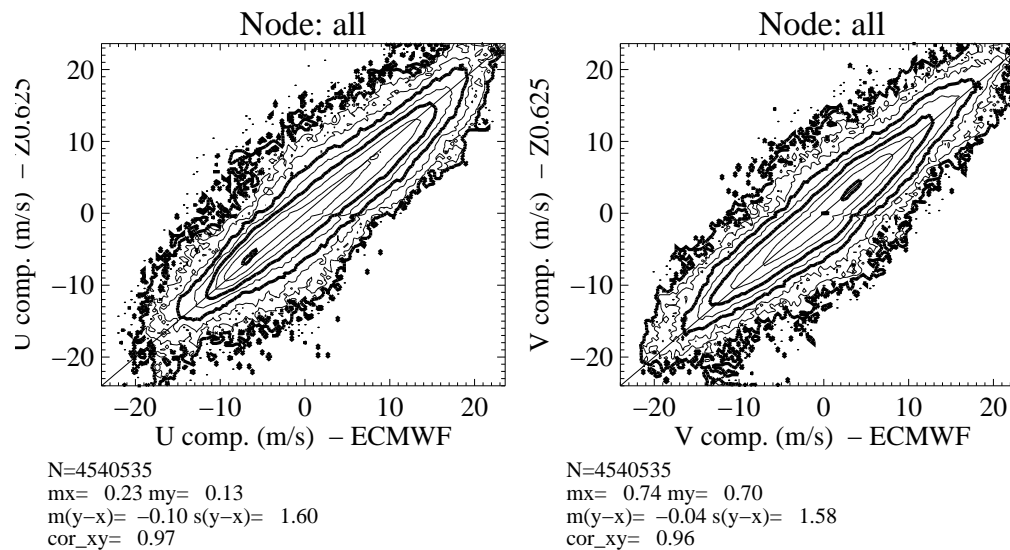 Node: all
20
10
0
−10
−20
U comp. (m/s) − Z0.625
−20 −10 0 10 20
U comp. (m/s) − ECMWF
N=4540535
mx= 0.23 my= 0.13
m(y−x)= −0.10 s(y−x)= 1.60
cor_xy= 0.97
Node: all
20
10
0
−10
−20
V comp. (m/s) − Z0.625
−20 −10 0 10 20
V comp. (m/s) − ECMWF
N=4540535
mx= 0.74 my= 0.70
m(y−x)= −0.04 s(y−x)= 1.58
cor_xy= 0.96